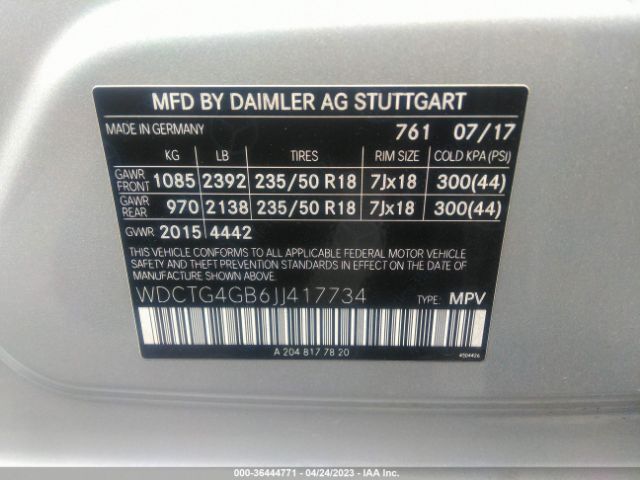 MFD BY DAIMLER AG STUTTGART
MADE IN GERMANY 761 07/17
KG LB TIRES RIM SIZE COLD KPA (PSI)
GAWR FRONT 1085 2392 235/50 R18 7Jx18 300(44)
GAWR REAR 970 2138 235/50 R18 7Jx18 300(44)
GVWR 2015 4442
THIS VEHICLE CONFORMS TO ALL APPLICABLE FEDERAL MOTOR VEHICLE
SAFETY AND THEFT PREVENTION STANDARDS IN EFFECT ON THE DATE OF
MANUFACTURE SHOWN ABOVE.
WDCTG4GB6JJ417734 TYPE: MPV
A 204 817 78 20
000-36444771 - 04/24/2023 - IAA Inc.